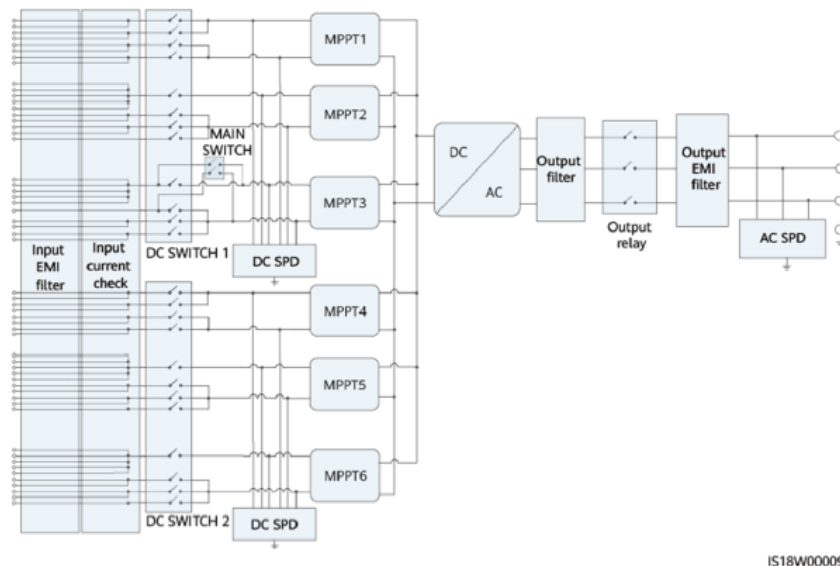 MPPT1
MPPT2
MAIN
SWITCH
MPPT3
DC SWITCH 1
DC SPD
Input
EMI
filter
Input
current
check
MPPT4
MPPT5
MPPT6
DC SWITCH 2
DC SPD
DC
AC
Output
filter
Output
relay
Output
EMI
filter
AC SPD
IS18W00009